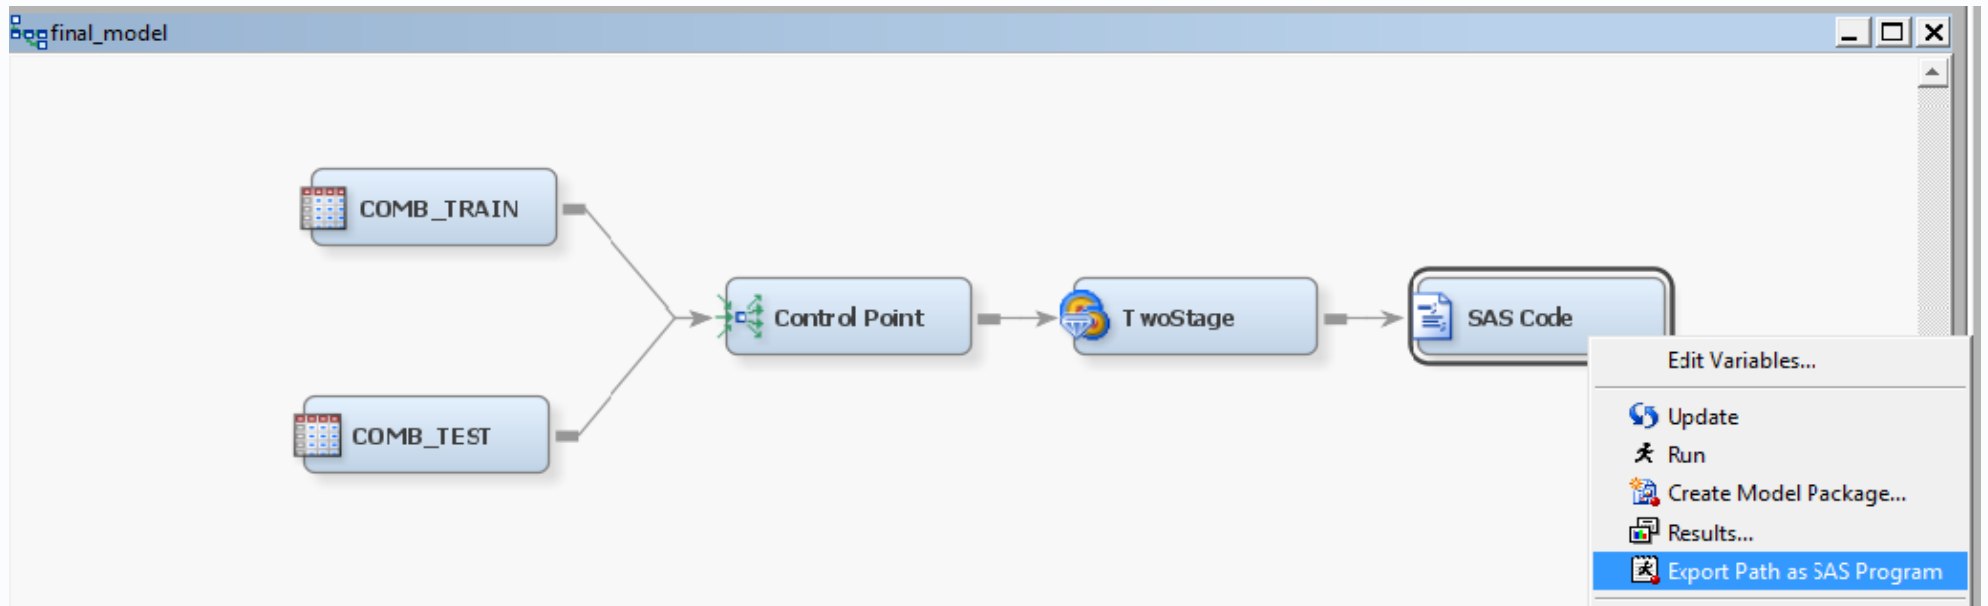 final_model
COMB_TRAIN
Control Point
TwoStage
SAS Code
COMB_TEST
Edit Variables...
Update
Run
Create Model Package...
Results...
Export Path as SAS Program